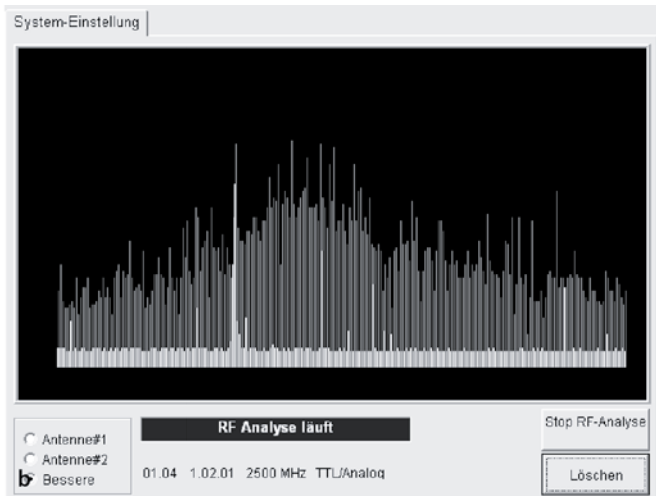 System-Einstellung
RF Analyse läuft
Stop RF-Analyse
Antenne#1
Antenne#2
b Bessere
01.04 1.02.01 2500 MHz TTL/Analog
Löschen